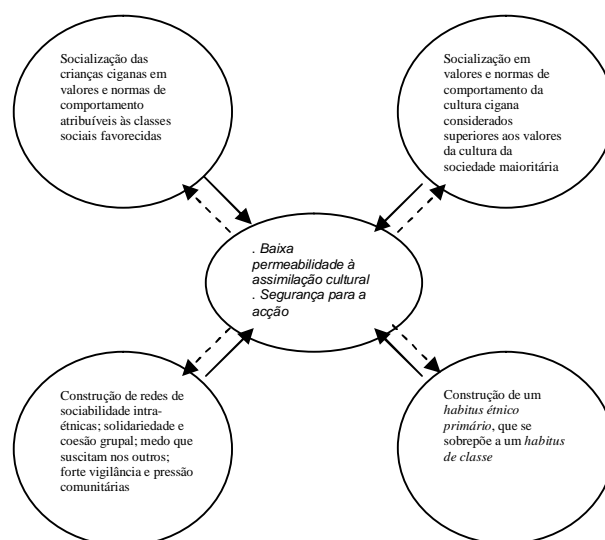 Socialização das
crianças ciganas em
valores e normas de
comportamento
atribuíveis às classes
sociais favorecidas
Socialização em
valores e normas de
comportamento da
cultura cigana
considerados
superiores aos valores
da cultura da
sociedade maioritária
. Baixa
permeabilidade à
assimilação cultural
. Segurança para a
acção
Construção de redes de
sociabilidade intra-
étnicas; solidariedade e
coesão grupal; medo que
suscitam nos outros;
forte vigilância e pressão
comunitárias
Construção de um
habitus étnico
primário, que se
sobrepõe a um habitus
de classe